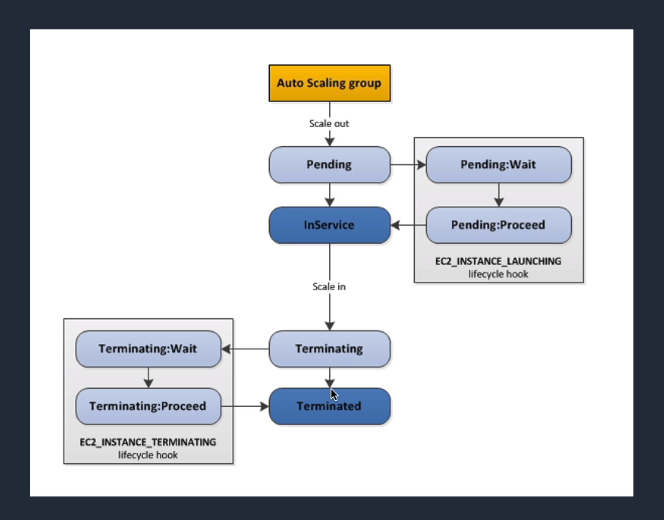 Auto Scaling group
Scale out
Pending
Pending:Wait
InService
Pending:Proceed
EC2_INSTANCE_LAUNCHING
lifecycle hook
Scale in
Terminating:Wait
Terminating
Terminating:Proceed
Terminated
EC2_INSTANCE_TERMINATING
lifecycle hook